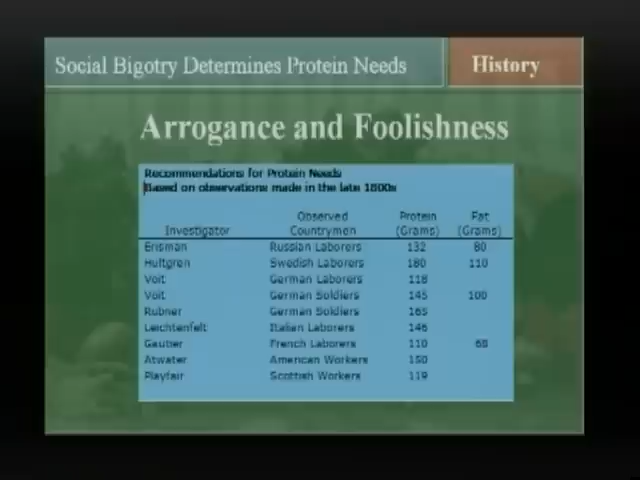 Social Bigotry Determines Protein Needs
History
Arrogance and Foolishness
Recommendations for Protein Needs
Based on observations made in the late 1800s
Observed Protein Fat
Investigator Countrymen (Grams) (Grams)
Erisman Russian Laborers 132 80
Hultgren Swedish Laborers 180 110
Voit German Laborers 118
Voit German Soldiers 145 100
Rubner German Soldiers 165
Leichtenfelt Italian Laborers 146
Gautier French Laborers 110 68
Atwater American Workers 150
Playfair Scottish Workers 119